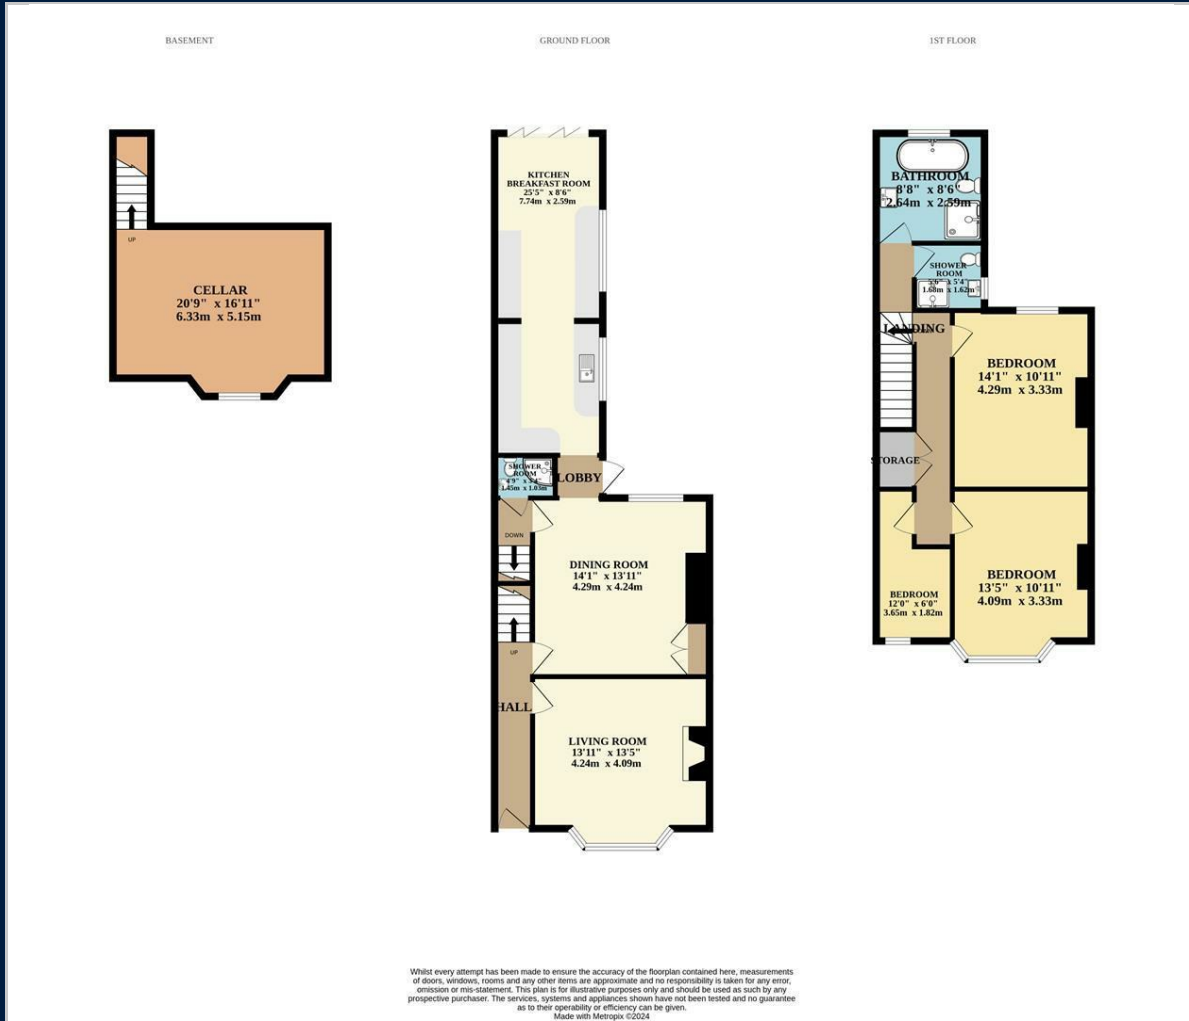 BASEMENT
GROUND FLOOR
1ST FLOOR
UP
CELLAR
20'9" x 16'11"
6.33m x 5.15m
KITCHEN
BREAKFAST ROOM
25'5" x 8'6"
7.74m x 2.59m
SHOWER
ROOM
4'9" x 3'4"
1.45m x 1.03m
LOBBY
DOWN
DINING ROOM
14'1" x 13'11"
4.29m x 4.24m
UP
HALL
LIVING ROOM
13'11" x 13'5"
4.24m x 4.09m
BATHROOM
8'8" x 8'6"
2.64m x 2.59m
SHOWER
ROOM
5'6" x 5'4"
1.68m x 1.62m
LANDING
BEDROOM
14'1" x 10'11"
4.29m x 3.33m
STORAGE
BEDROOM
13'5" x 10'11"
4.09m x 3.33m
BEDROOM
12'0" x 6'0"
3.65m x 1.82m
Whilst every attempt has been made to ensure the accuracy of the floorplan contained here, measurements
of doors, windows, rooms and any other items are approximate and no responsibility is taken for any error,
omission or mis-statement. This plan is for illustrative purposes only and should be used as such by any
prospective purchaser. The services, systems and appliances shown have not been tested and no guarantee
as to their operability or efficiency can be given.
Made with Metropix ©2024